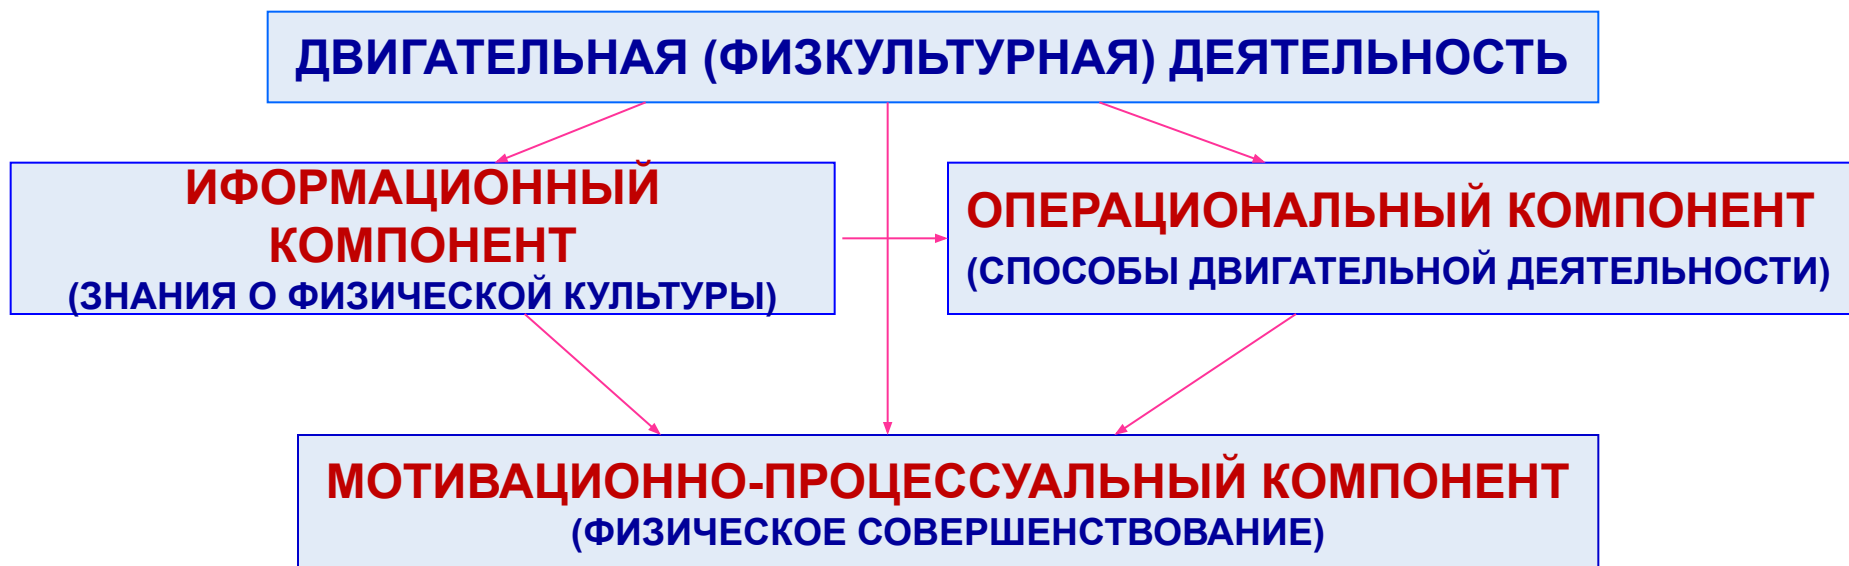 ДВИГАТЕЛЬНАЯ (ФИЗКУЛЬТУРНАЯ) ДЕЯТЕЛЬНОСТЬ
ИФОРМАЦИОННЫЙ
КОМПОНЕНТ
(ЗНАНИЯ О ФИЗИЧЕСКОЙ КУЛЬТУРЫ)
ОПЕРАЦИОНАЛЬНЫЙ КОМПОНЕНТ
(СПОСОБЫ ДВИГАТЕЛЬНОЙ ДЕЯТЕЛЬНОСТИ)
МОТИВАЦИОННО-ПРОЦЕССУАЛЬНЫЙ КОМПОНЕНТ
(ФИЗИЧЕСКОЕ СОВЕРШЕНСТВОВАНИЕ)